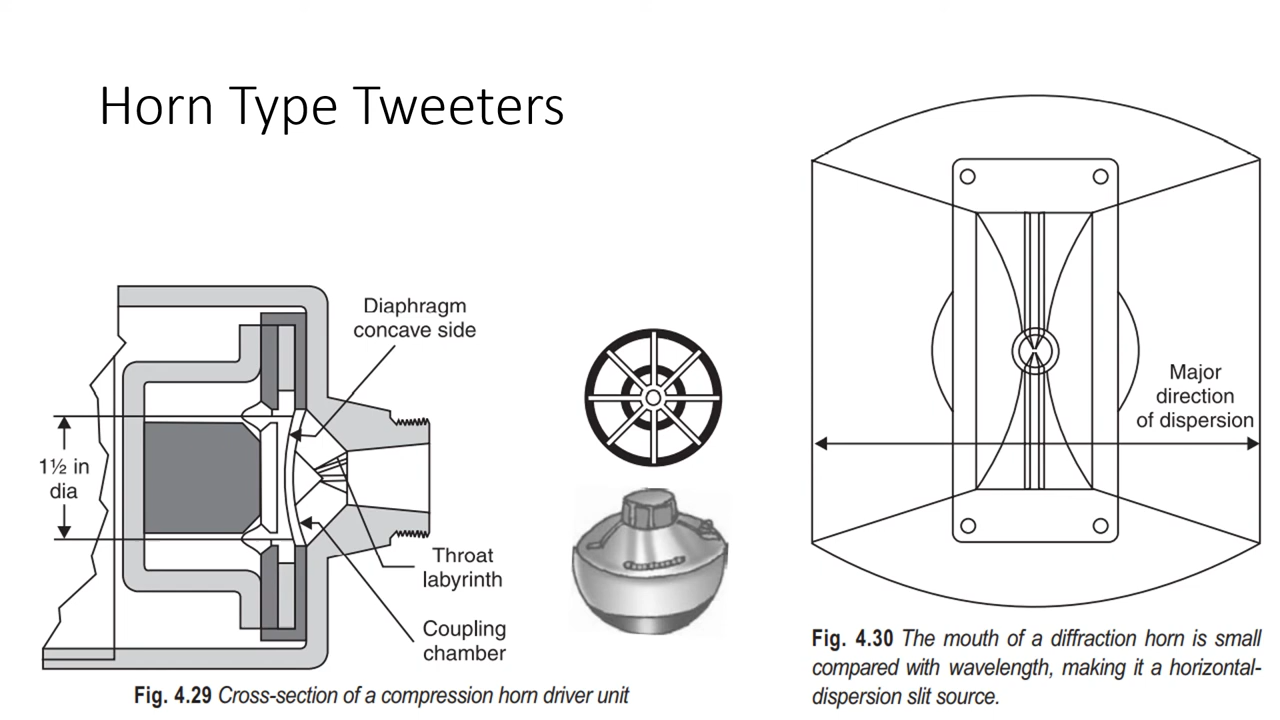 Horn Type Tweeters
Diaphragm
concave side
1½ in
dia
Throat
labyrinth
Coupling
chamber
Fig. 4.29 Cross-section of a compression horn driver unit
Major
direction
of dispersion
Fig. 4.30 The mouth of a diffraction horn is small
compared with wavelength, making it a horizontal-
dispersion slit source.